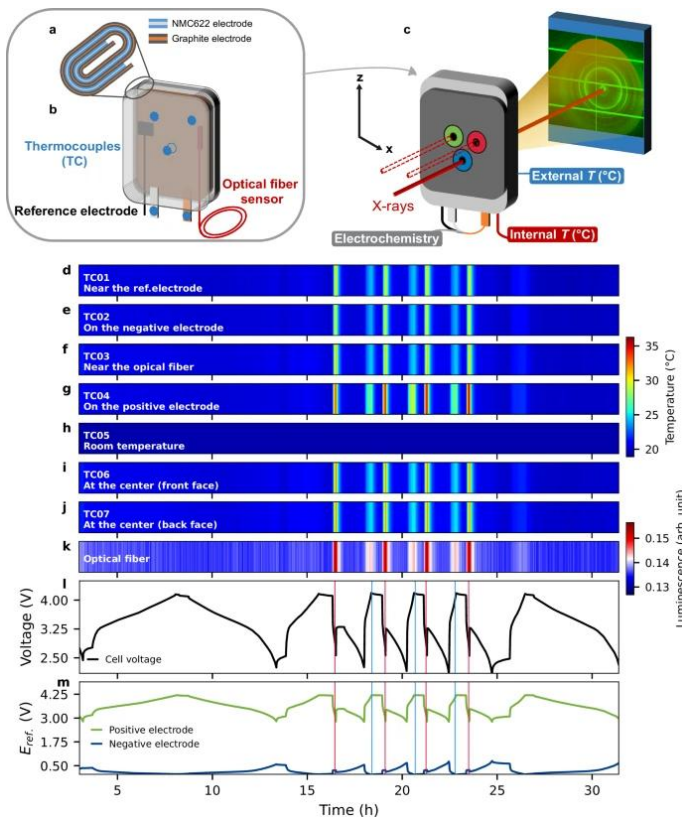 NMC622 electrode
Graphite electrode
a
b
c
Thermocouples
(TC)
Optical fiber
sensor
Reference electrode
z
x
X-rays
External T (°C)
Electrochemistry
Internal T (°C)
d
TC01
Near the ref.electrode
e
TC02
On the negative electrode
f
TC03
Near the opical fiber
g
TC04
On the positive electrode
h
TC05
Room temperature
i
TC06
At the center (front face)
j
TC07
At the center (back face)
k
Optical fiber
35
30
25
20
Temperature (°C)
0.15
0.14
0.13
Luminescence (arb. unit)
l
4.00
3.25
2.50
Voltage (V)
Cell voltage
m
4.25
3.00
1.75
0.50
Eref. (V)
Positive electrode
Negative electrode
5
10
15
20
25
30
Time (h)